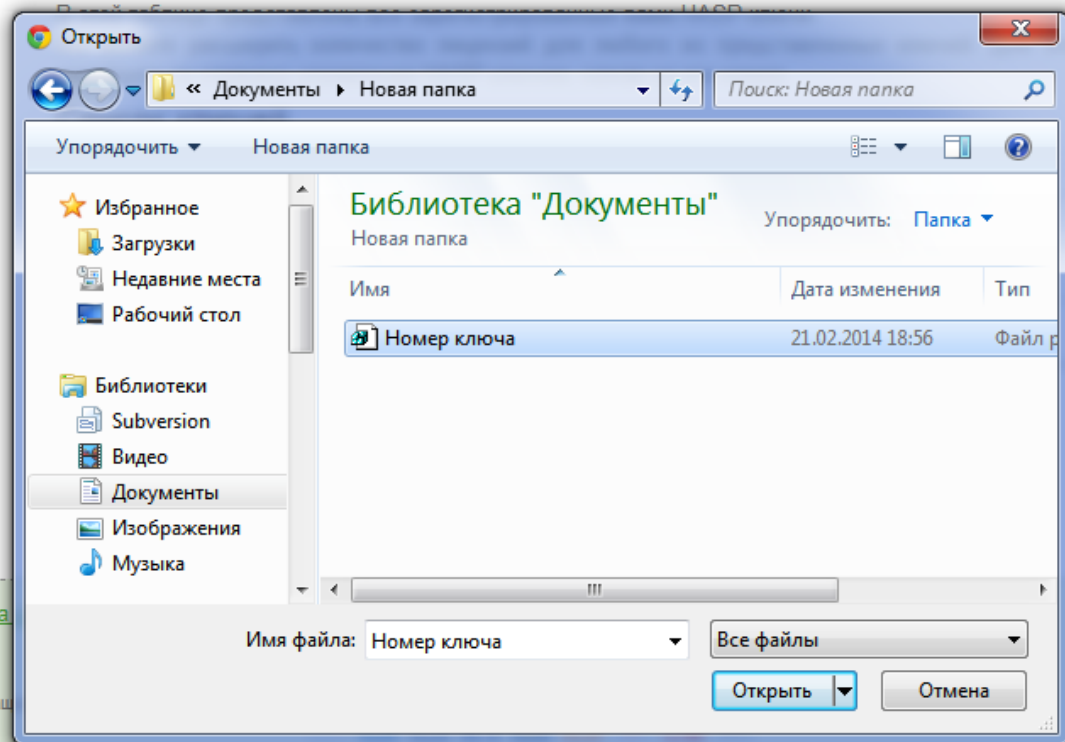 Открыть
« Документы Новая папка
Поиск: Новая папка
Упорядочить
Новая папка
Избранное
Загрузки
Недавние места
Рабочий стол
Библиотеки
Subversion
Видео
Документы
Изображения
Музыка
Библиотека "Документы"
Новая папка
Упорядочить: Папка
Имя
Дата изменения
Тип
Номер ключа
21.02.2014 18:56
Файл р
Имя файла: Номер ключа
Все файлы
Открыть
Отмена